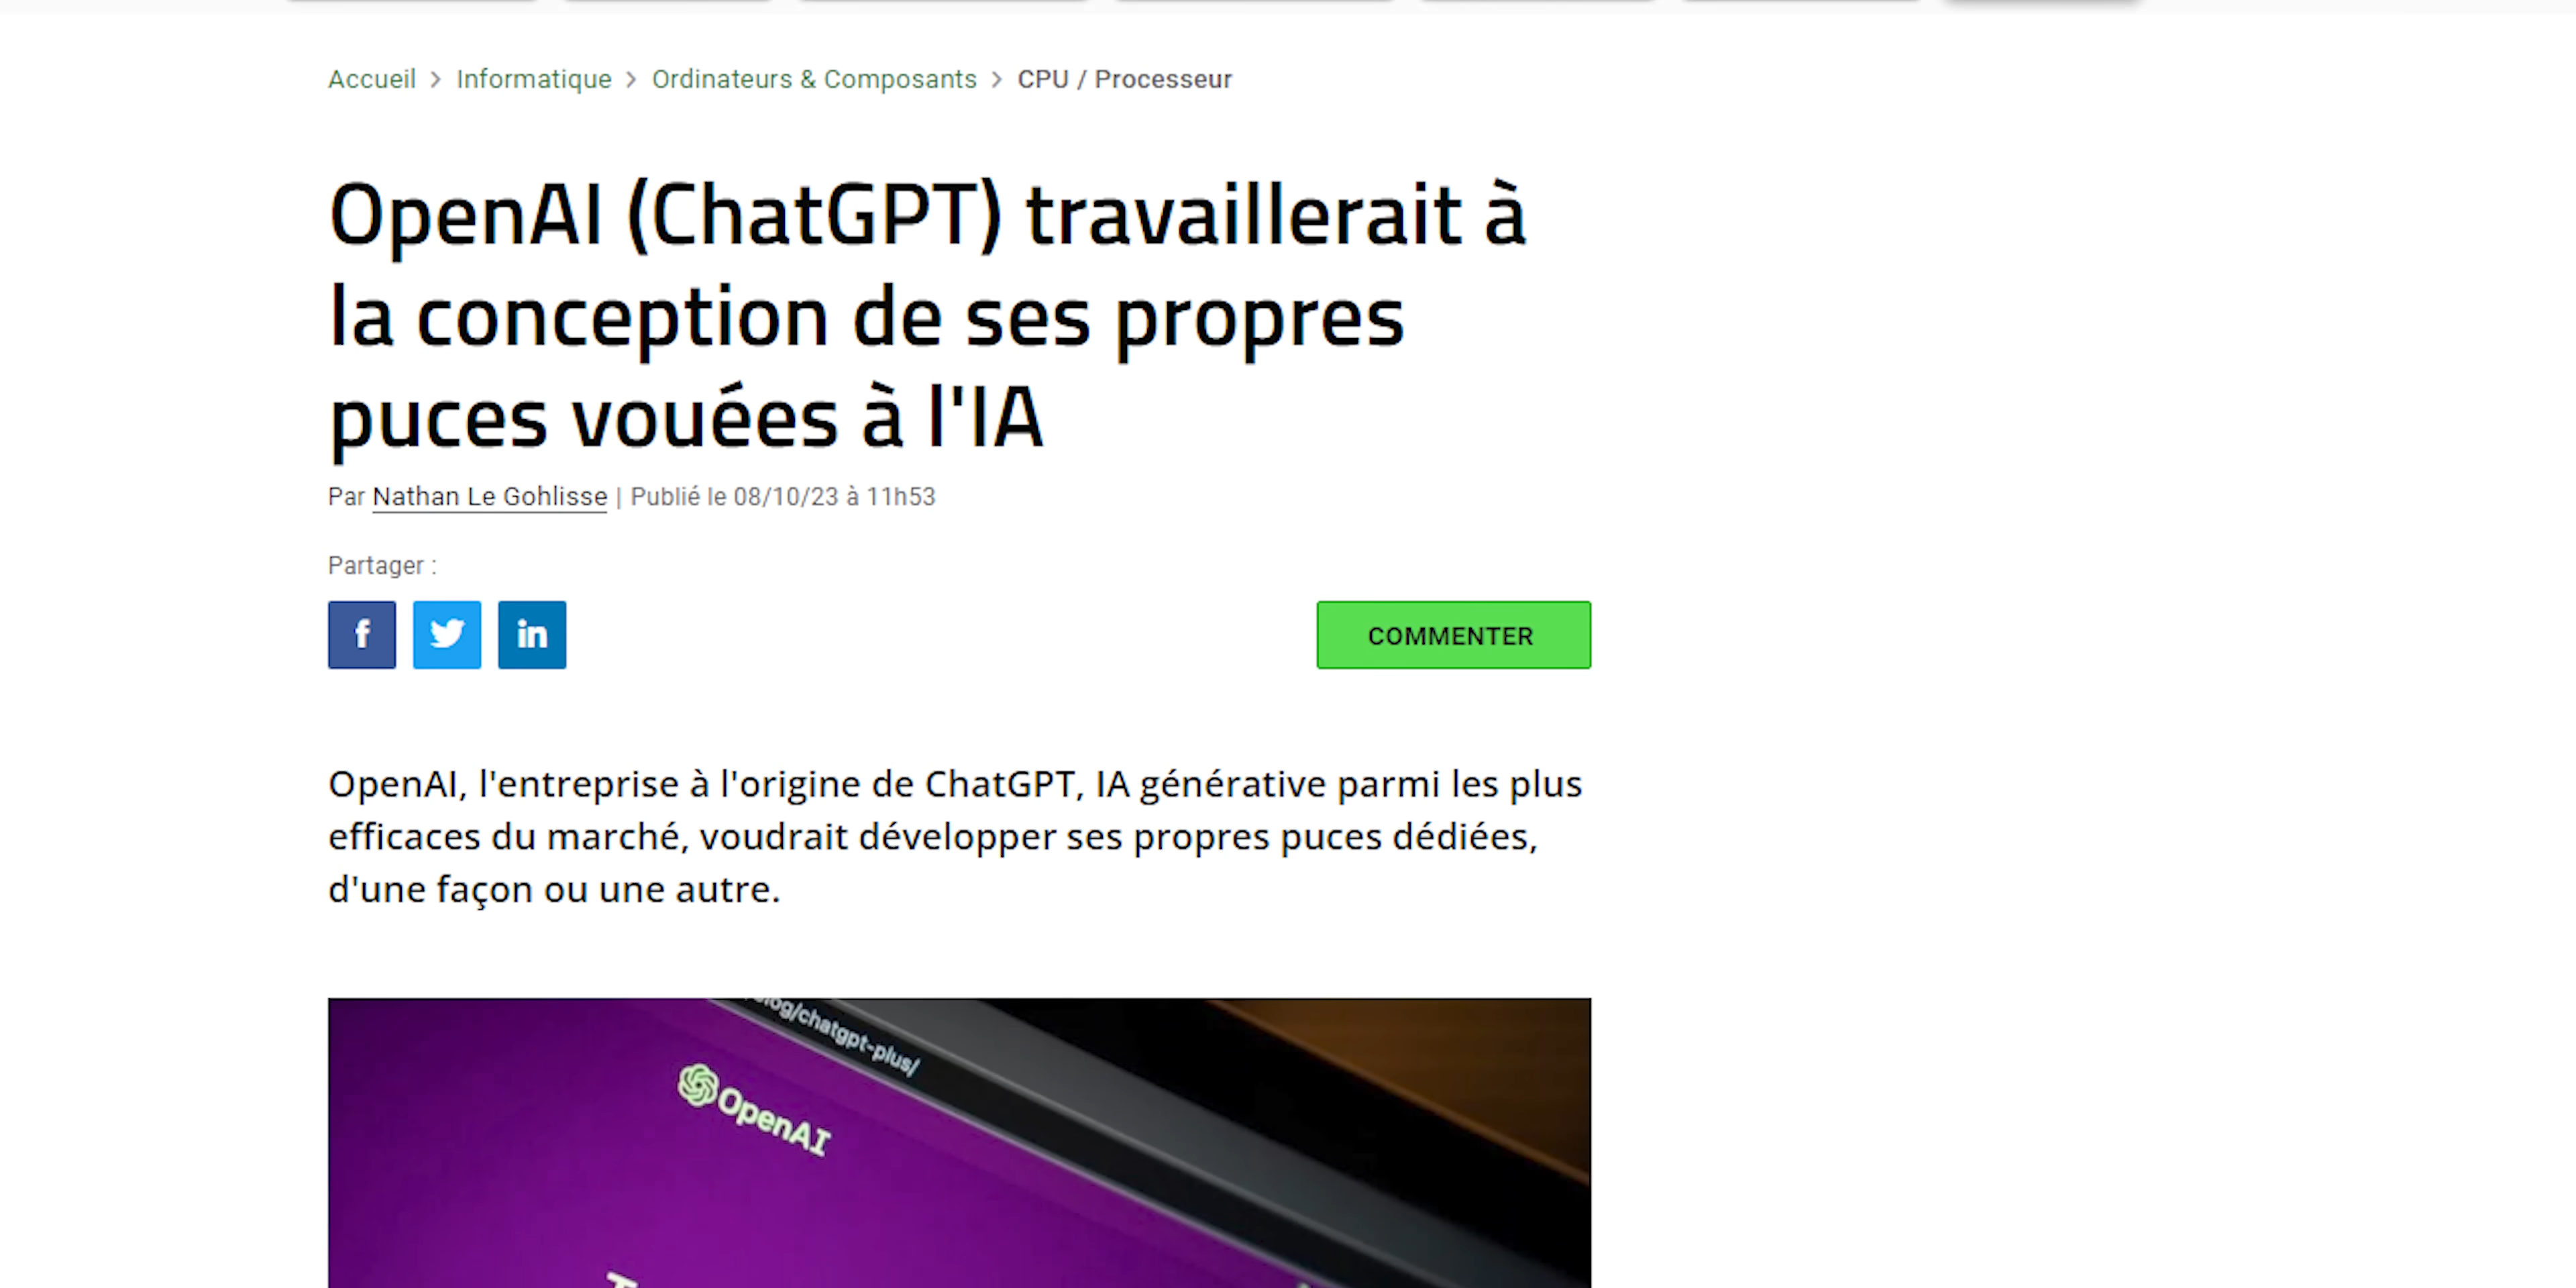 Accueil > Informatique > Ordinateurs & Composants > CPU / Processeur
OpenAI (ChatGPT) travaillerait à
la conception de ses propres
puces vouées à l'IA
Par Nathan Le Gohlisse | Publié le 08/10/23 à 11h53
Partager :
f in
COMMENTER
OpenAI, l'entreprise à l'origine de ChatGPT, IA générative parmi les plus
efficaces du marché, voudrait développer ses propres puces dédiées,
d'une façon ou une autre.
/chatgpt-plus/
OpenAI